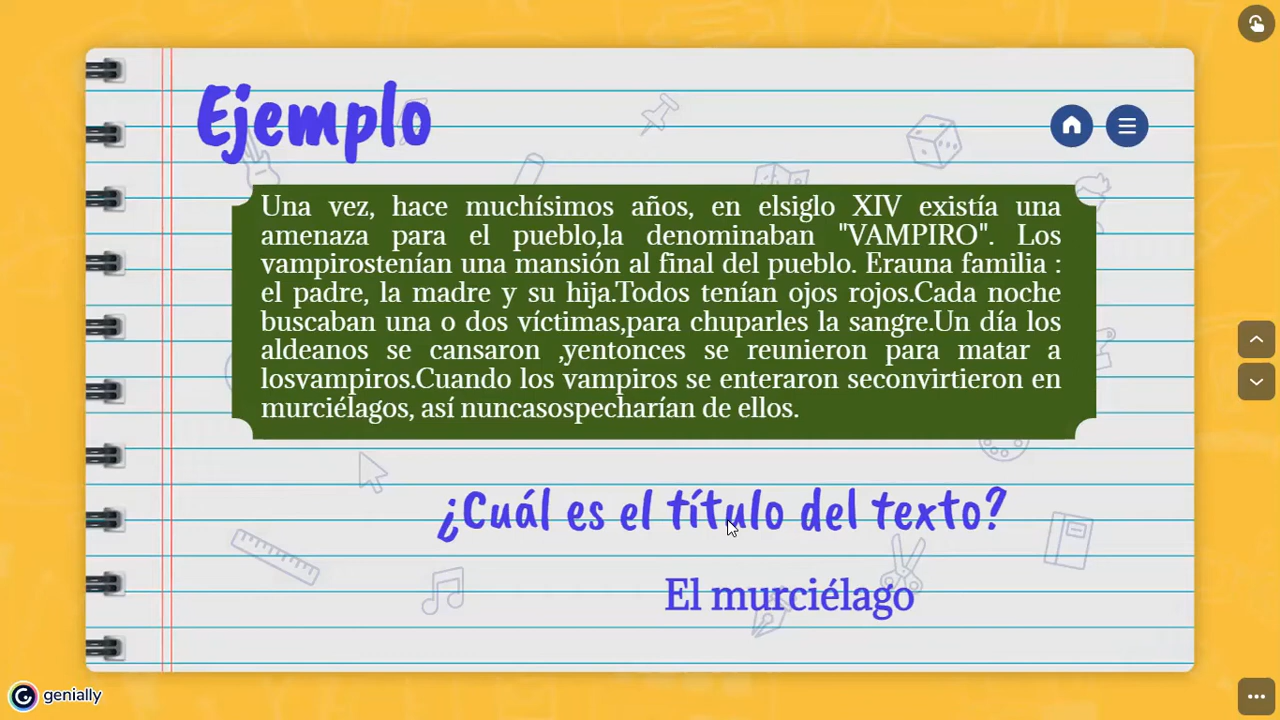 Ejemplo
Una vez, hace muchísimos años, en elsiglo XIV existía una
amenaza para el pueblo,la denominaban "VAMPIRO". Los
vampirostenían una mansión al final del pueblo. Erauna familia :
el padre, la madre y su hija.Todos tenían ojos rojos.Cada noche
buscaban una o dos víctimas,para chuparles la sangre.Un día los
aldeanos se cansaron ,yentonces se reunieron para matar a
losvampiros.Cuando los vampiros se enteraron seconvirtieron en
murciélagos, así nuncasospecharían de ellos.
¿Cuál es el título del texto?
El murciélago
genially